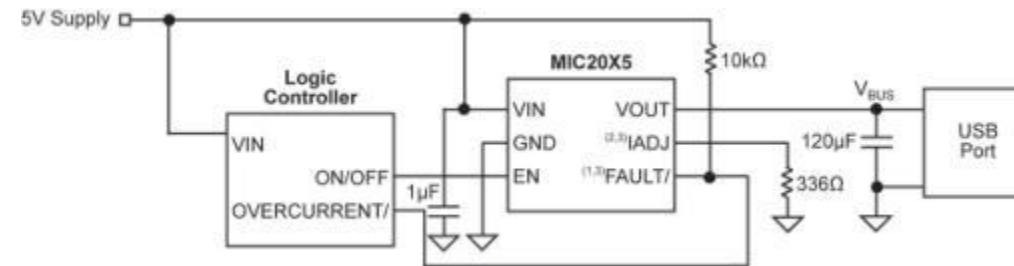 5V Supply
MIC20X5
10kΩ
Logic
Controller
VIN
ON/OFF
OVERCURRENT/
1µF
VIN
GND
EN
VOUT
(2,3)IADJ
(1,3)FAULT/
VBUS
120µF
336Ω
USB
Port